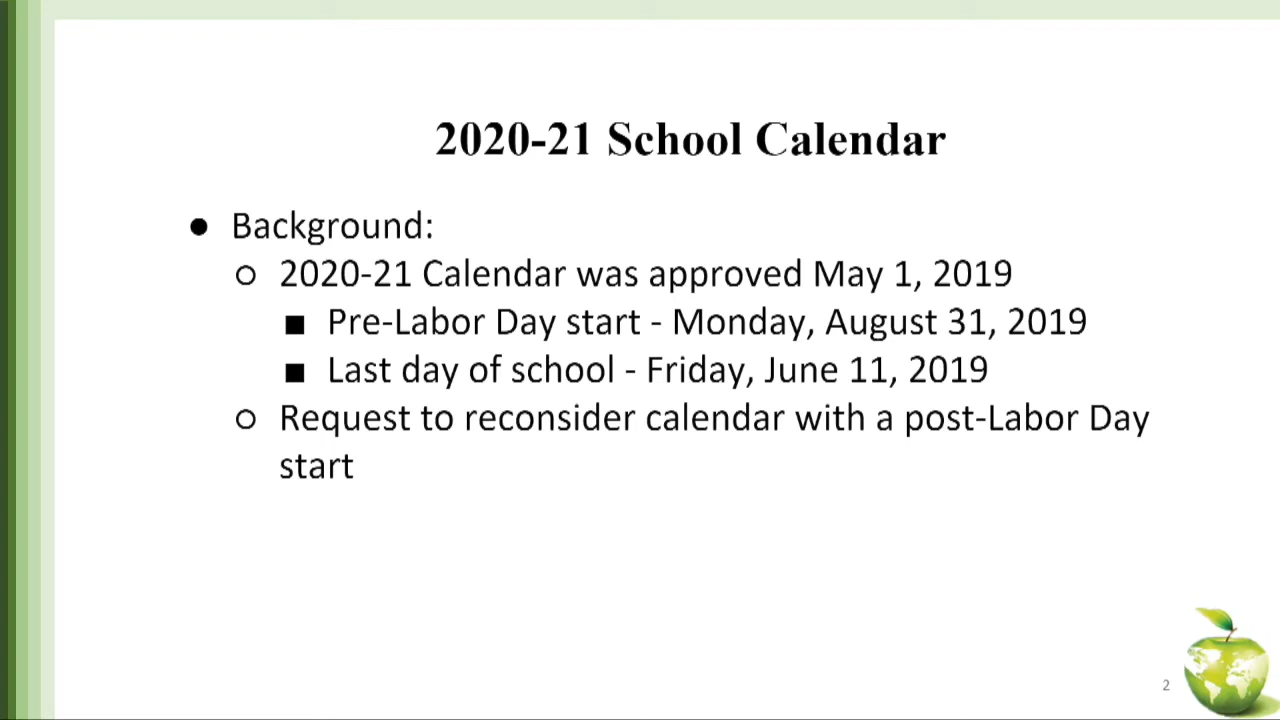 2020-21 School Calendar
● Background:
○ 2020-21 Calendar was approved May 1, 2019
■ Pre-Labor Day start - Monday, August 31, 2019
■ Last day of school - Friday, June 11, 2019
○ Request to reconsider calendar with a post-Labor Day
start
2